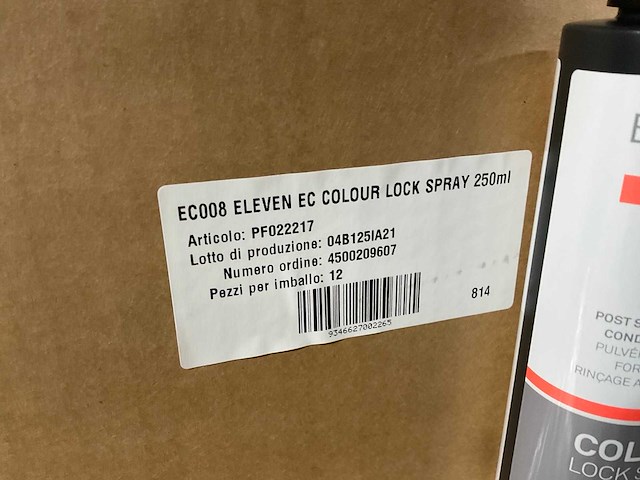 EC008 ELEVEN EC COLOUR LOCK SPRAY 250ml
Articolo: PF022217
Lotto di produzione: 04B125IA21
Numero ordine: 4500209607
Pezzi per imballo: 12
9346627002265
814
POST
COND
PULVÉ
FOR
RINÇAGE A
COL
LOCK